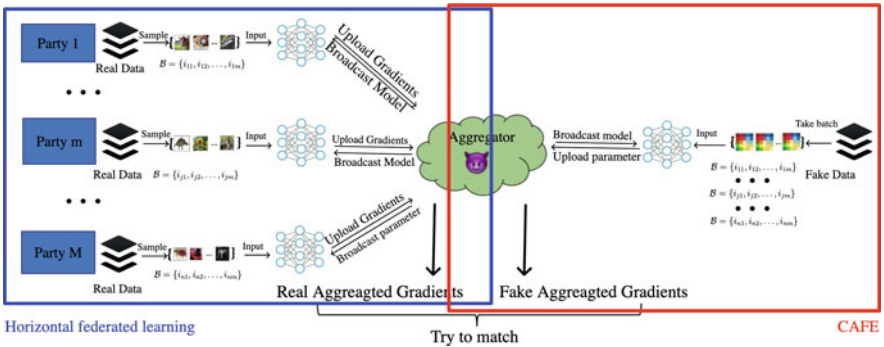 Party 1
Real Data
Sample
Input
B = {i11, i12, . . . , i1m}
Upload Gradients
Broadcast Model
Party m
Real Data
Sample
Input
B = {ij1, ij2, . . . , ijm}
Upload Gradients
Broadcast Model
Party M
Real Data
Sample
Input
B = {in1, in2, . . . , inm}
Upload Gradients
Broadcast parameter
Aggregator
Broadcast model
Upload parameter
Input
Take batch
Fake Data
B = {i11, i12, . . . , i1m}
B = {ij1, ij2, . . . , ijm}
B = {in1, in2, . . . , inm}
Real Aggreagted Gradients
Fake Aggreagted Gradients
Horizontal federated learning
Try to match
CAFE